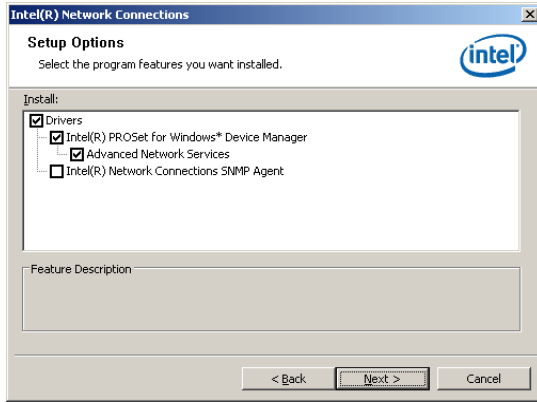 Intel(R) Network Connections
Setup Options
Select the program features you want installed.
intel
Install:
Drivers
Intel(R) PROSet for Windows* Device Manager
Advanced Network Services
Intel(R) Network Connections SNMP Agent
Feature Description
< Back
Next >
Cancel